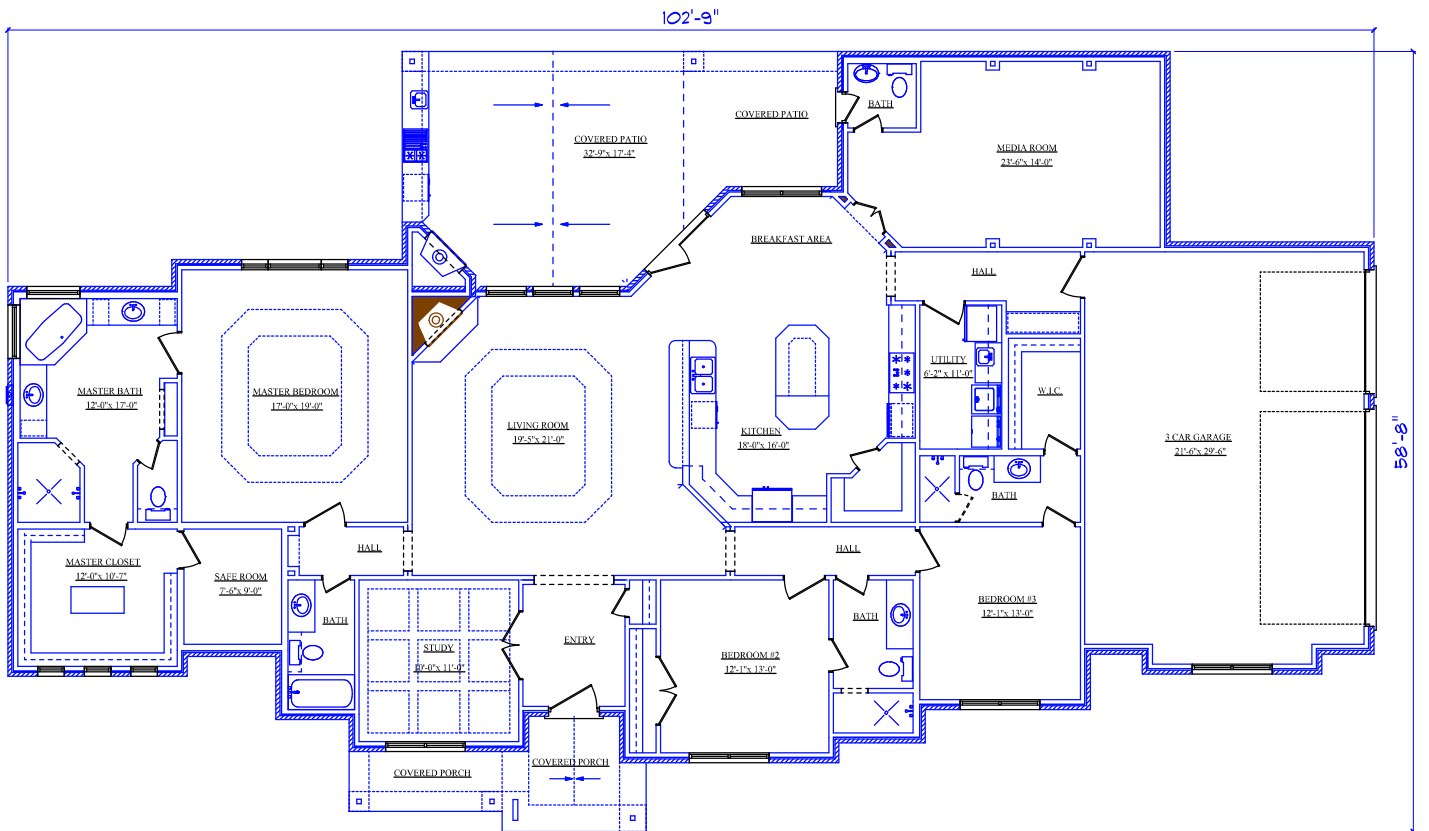 102'-9"
BATH
COVERED PATIO
COVERED PATIO
32'-9"x 17'-4"
MEDIA ROOM
23'-6"x 14'-0"
BREAKFAST AREA
HALL
UTILITY
6'-2" x 11'-0"
W.I.C.
MASTER BATH
12'-0"x 17'-0"
MASTER BEDROOM
17'-0"x 19'-0"
LIVING ROOM
19'-5"x 21'-0"
KITCHEN
18'-0"x 16'-0"
3 CAR GARAGE
21'-6"x 29'-6"
58'-8"
BATH
HALL
HALL
MASTER CLOSET
12'-0"x 10'-7"
SAFE ROOM
7'-6"x 9'-0"
BATH
STUDY
10'-0"x 11'-0"
ENTRY
BEDROOM #2
12'-1"x 13'-0"
BATH
BEDROOM #3
12'-1"x 13'-0"
COVERED PORCH
COVERED PORCH